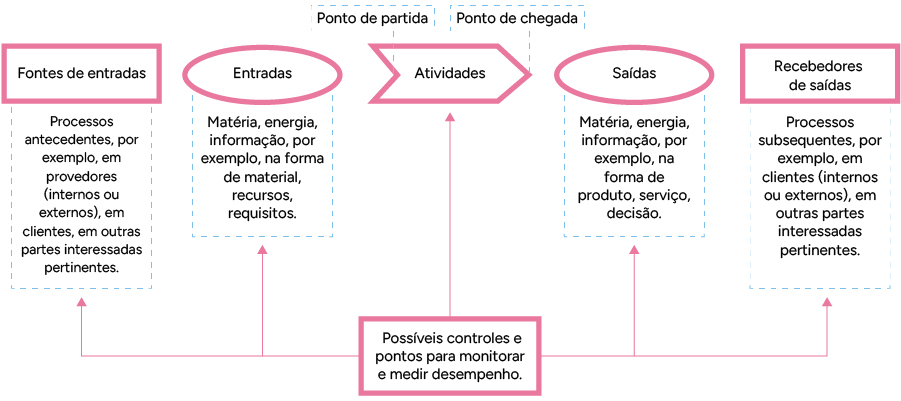 Ponto de partida
Ponto de chegada
Fontes de entradas
Entradas
Atividades
Saídas
Recebedores
de saídas
Processos
antecedentes, por
exemplo, em
provedores
(internos ou
externos), em
clientes, em outras
partes interessadas
pertinentes.
Matéria, energia,
informação, por
exemplo, na forma
de material,
recursos,
requisitos.
Matéria, energia,
informação, por
exemplo, na
forma de
produto, serviço,
decisão.
Processos
subsequentes, por
exemplo, em
clientes (internos
ou externos), em
outras partes
interessadas
pertinentes.
Possíveis controles e
pontos para monitorar
e medir desempenho.